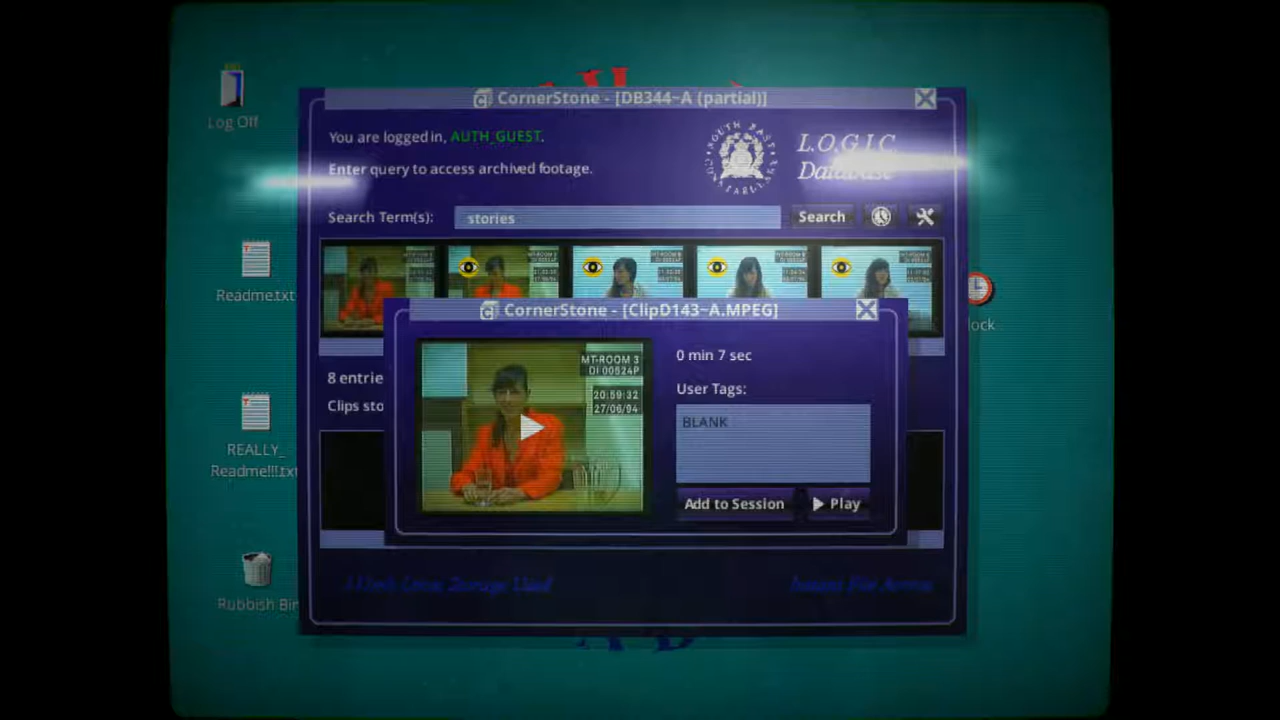 Log Off
CornerStone - [DB344~A (partial)]
You are logged in, AUTH_GUEST.
Enter query to access archived footage.
SOUTH EAST
L.O.G.I.C.
Database
Search Term(s):
stories
Search
Readme.txt
CornerStone - [ClipD143~A.MPEG]
MT-ROOM 3
DI 00524P
20:59:32
27/06/94
0 min 7 sec
User Tags:
BLANK
Add to Session
Play
8 entrie
Clips sto
lock
REALLY_
Readme!!!.txt
Rubbish Bin